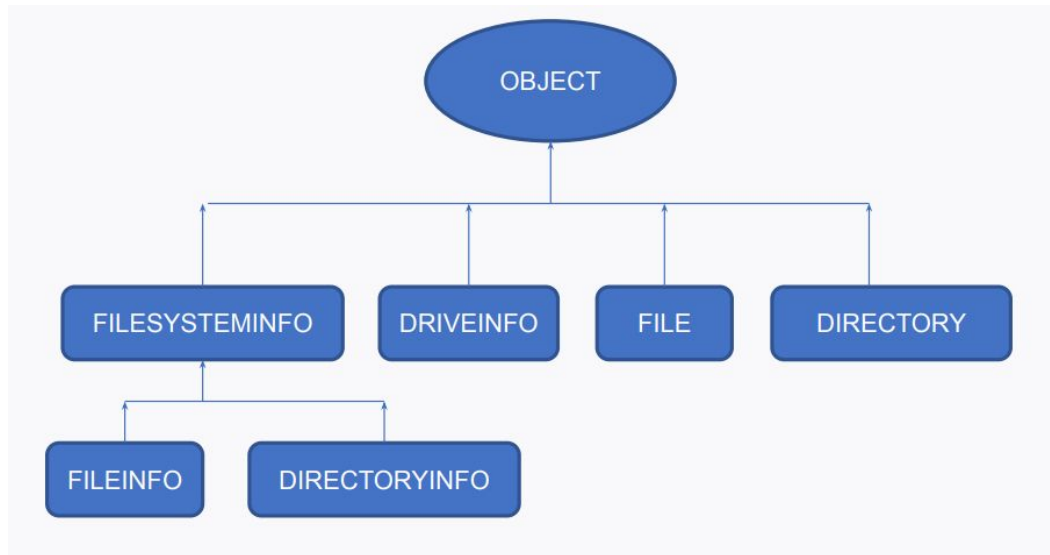 OBJECT
FILESYSTEMINFO
DRIVEINFO
FILE
DIRECTORY
FILEINFO
DIRECTORYINFO